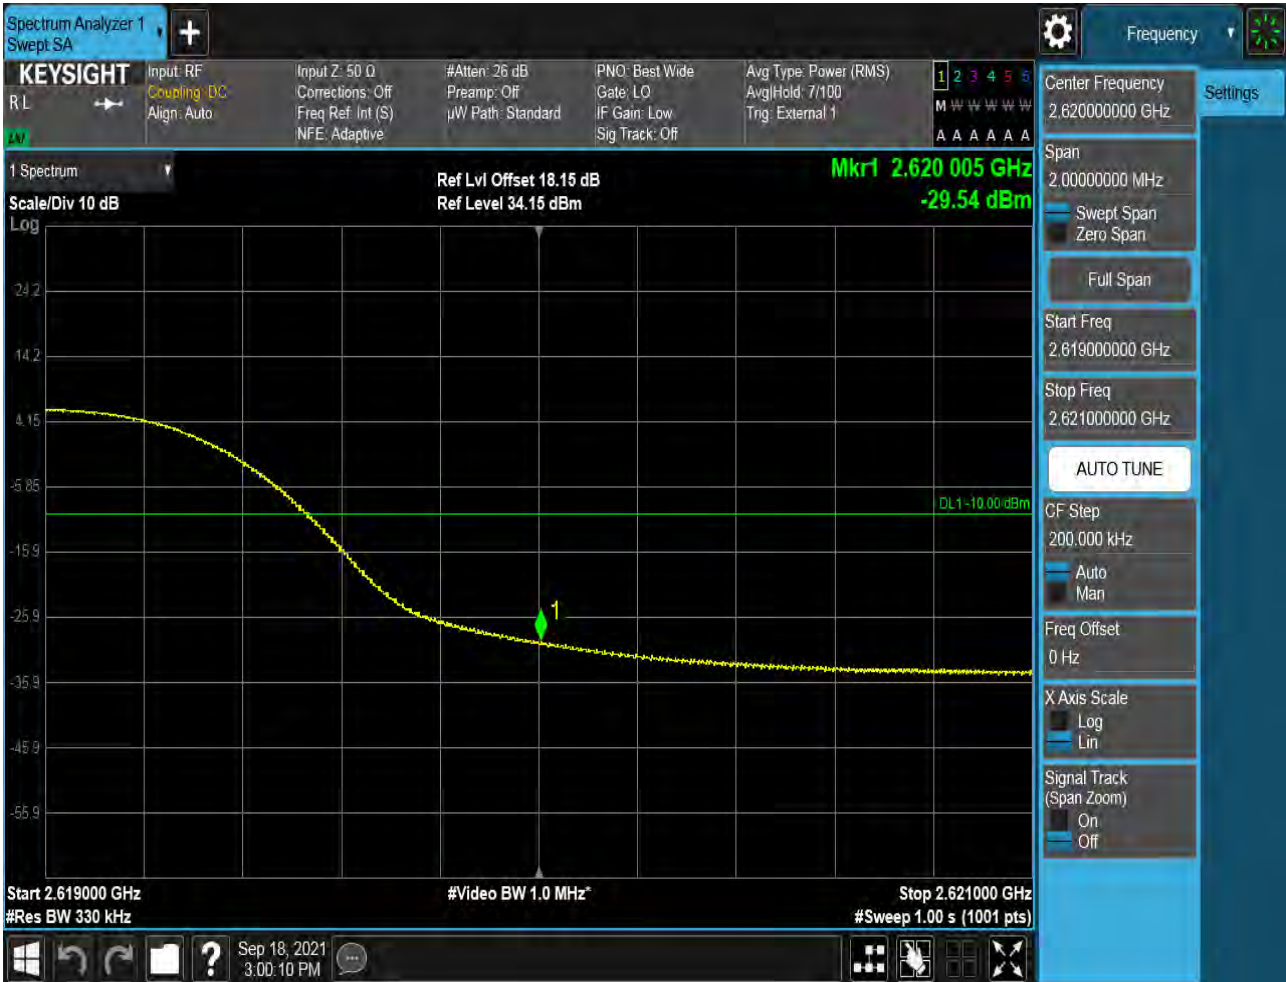 Spectrum Analyzer 1
Swept SA
Frequency
KEYSIGHT
R L
LXI
Input: RF
Coupling: DC
Align: Auto
Input Z: 50 Ω
Corrections: Off
Freq Ref: Int (S)
NFE: Adaptive
#Atten: 26 dB
Preamp: Off
µW Path: Standard
PNO: Best Wide
Gate: LO
IF Gain: Low
Sig Track: Off
Avg Type: Power (RMS)
Avg|Hold: 7/100
Trig: External 1
1 2 3 4 5 6
M W W W W W
A A A A A A
1 Spectrum
Scale/Div 10 dB
Log
Ref Lvl Offset 18.15 dB
Ref Level 34.15 dBm
Mkr1 2.620 005 GHz
-29.54 dBm
24.2
14.2
4.15
-5.85
-15.9
-25.9
-35.9
-45.9
-55.9
DL1 -10.00 dBm
1
Start 2.619000 GHz
#Res BW 330 kHz
#Video BW 1.0 MHz*
Stop 2.621000 GHz
#Sweep 1.00 s (1001 pts)
Sep 18, 2021
3:00:10 PM
Center Frequency
2.620000000 GHz
Settings
Span
2.00000000 MHz
Swept Span
Zero Span
Full Span
Start Freq
2.619000000 GHz
Stop Freq
2.621000000 GHz
AUTO TUNE
CF Step
200.000 kHz
Auto
Man
Freq Offset
0 Hz
X Axis Scale
Log
Lin
Signal Track
(Span Zoom)
On
Off